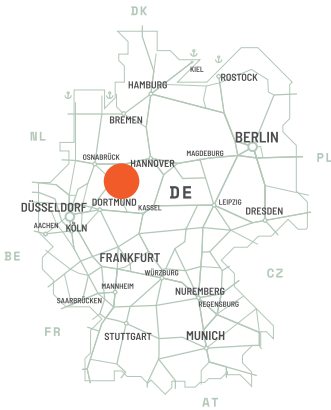 DK
KIEL
ROSTOCK
HAMBURG
BREMEN
NL
BERLIN
OSNABRÜCK
HANNOVER
MAGDEBURG
PL
DE
DORTMUND
KASSEL
LEIPZIG
DÜSSELDORF
DRESDEN
AACHEN
KÖLN
BE
FRANKFURT
WÜRZBURG
CZ
MANNHEIM
NUREMBERG
SAARBRÜCKEN
REGENSBURG
FR
STUTTGART
MUNICH
AT